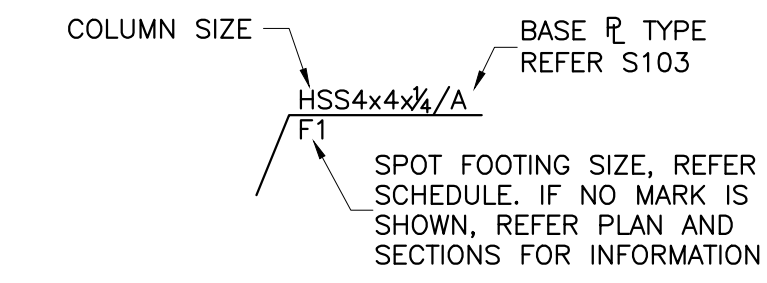 COLUMN SIZE
BASE ⅊ TYPE
REFER S103
HSS4x4x¼/A
F1
SPOT FOOTING SIZE, REFER
SCHEDULE. IF NO MARK IS
SHOWN, REFER PLAN AND
SECTIONS FOR INFORMATION